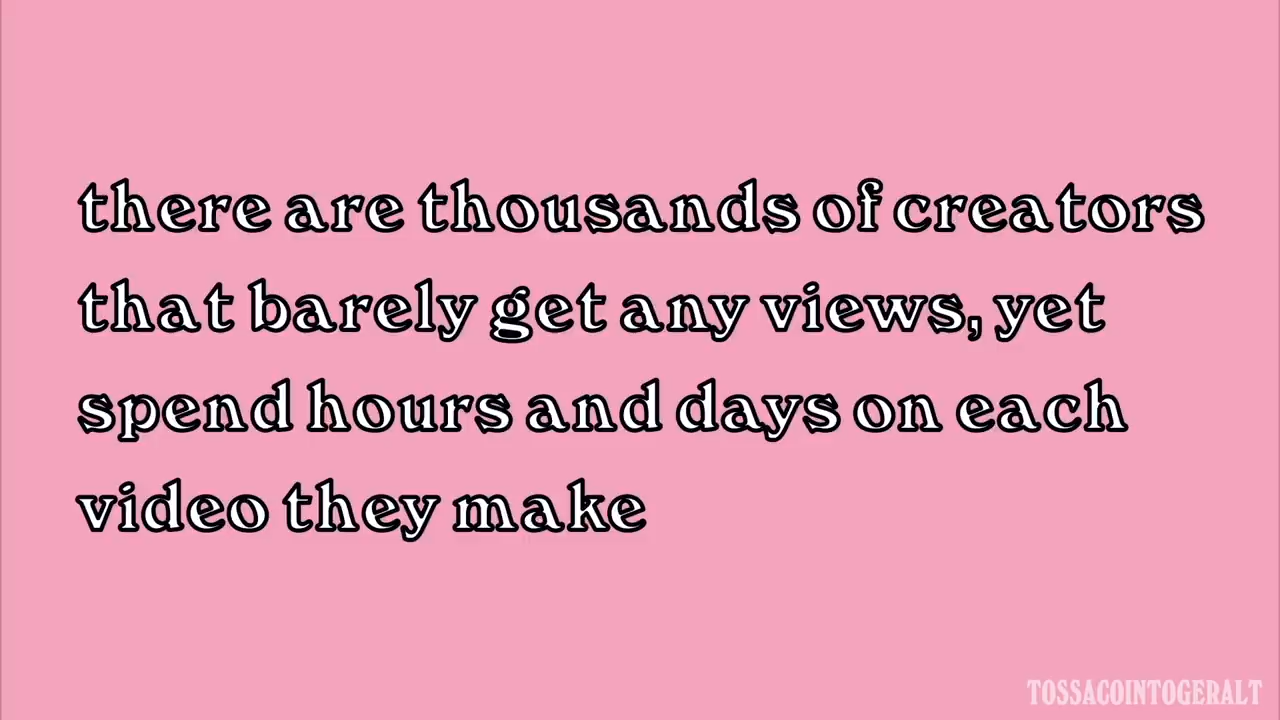 there are thousands of creators
that barely get any views, yet
spend hours and days on each
video they make
TOSSACOINTOGERALT